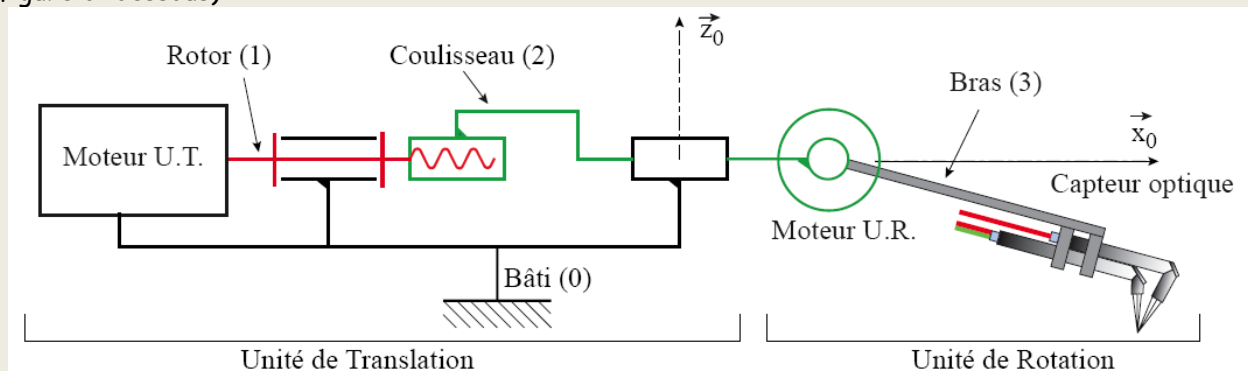 z₀
Rotor (1)
Coulisseau (2)
Bras (3)
Moteur U.T.
x₀
Capteur optique
Moteur U.R.
Bâti (0)
Unité de Translation
Unité de Rotation